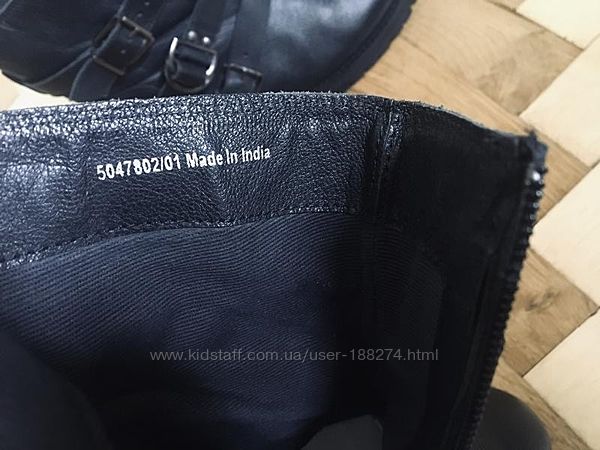 5047802/01 Made In India
www.kidstaff.com.ua/user-188274.html